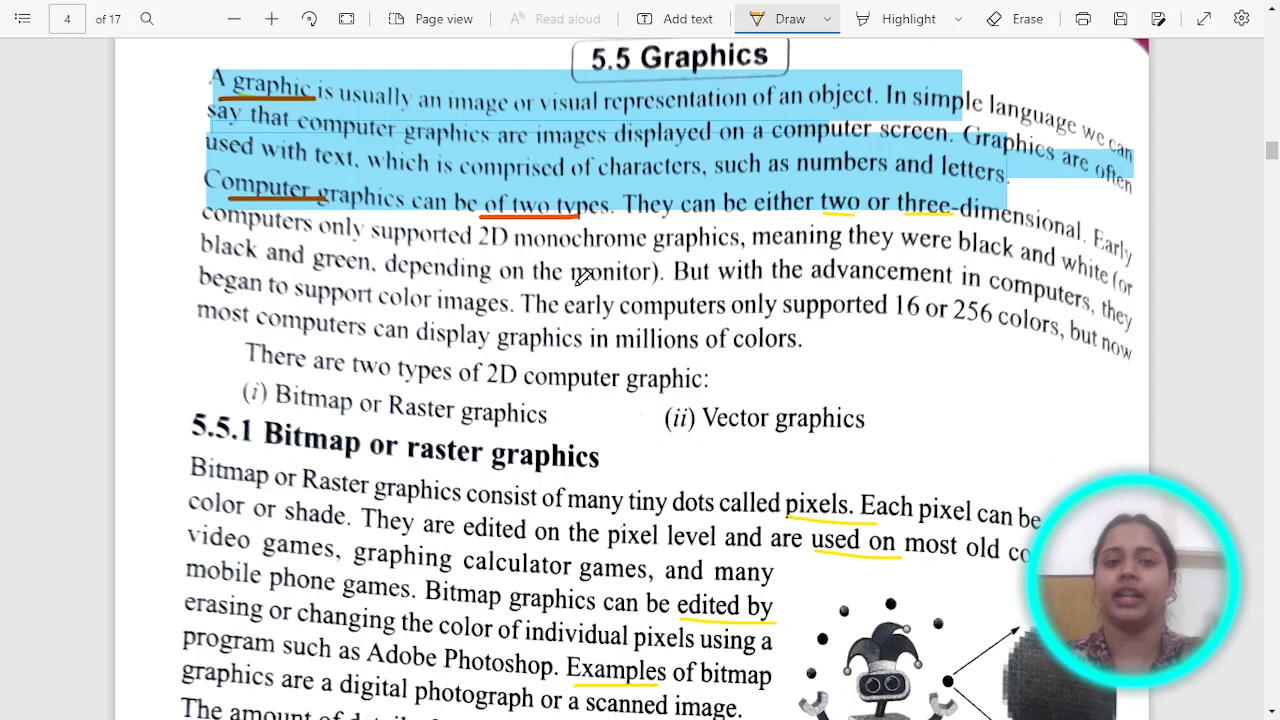 4 of 17 Page view Read aloud Add text Draw Highlight Erase
5.5 Graphics
A graphic is usually an image or visual representation of an object. In simple language we can
say that computer graphics are images displayed on a computer screen. Graphics are often
used with text, which is comprised of characters, such as numbers and letters.
Computer graphics can be of two types. They can be either two or three-dimensional. Early
computers only supported 2D monochrome graphics, meaning they were black and white (or
black and green, depending on the monitor). But with the advancement in computers, they
began to support color images. The early computers only supported 16 or 256 colors, but now
most computers can display graphics in millions of colors.
There are two types of 2D computer graphic:
(i) Bitmap or Raster graphics (ii) Vector graphics
5.5.1 Bitmap or raster graphics
Bitmap or Raster graphics consist of many tiny dots called pixels. Each pixel can be
color or shade. They are edited on the pixel level and are used on most old co
video games, graphing calculator games, and many
mobile phone games. Bitmap graphics can be edited by
erasing or changing the color of individual pixels using a
program such as Adobe Photoshop. Examples of bitmap
graphics are a digital photograph or a scanned image.
The amount of